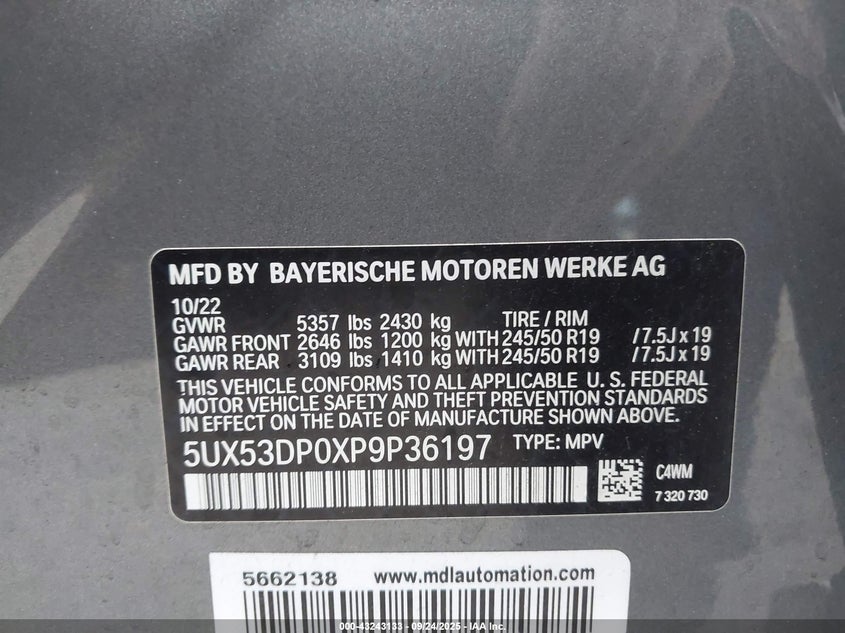 MFD BY BAYERISCHE MOTOREN WERKE AG
10/22
GVWR 5357 lbs 2430 kg TIRE / RIM
GAWR FRONT 2646 lbs 1200 kg WITH 245/50 R19 / 7.5J x 19
GAWR REAR 3109 lbs 1410 kg WITH 245/50 R19 / 7.5J x 19
THIS VEHICLE CONFORMS TO ALL APPLICABLE U. S. FEDERAL
MOTOR VEHICLE SAFETY AND THEFT PREVENTION STANDARDS
IN EFFECT ON THE DATE OF MANUFACTURE SHOWN ABOVE.
5UX53DP0XP9P36197 TYPE: MPV
C4WM
7 320 730
5662138 www.mdlautomation.com
000-43243133 - 09/24/2025 - IAA, Inc.